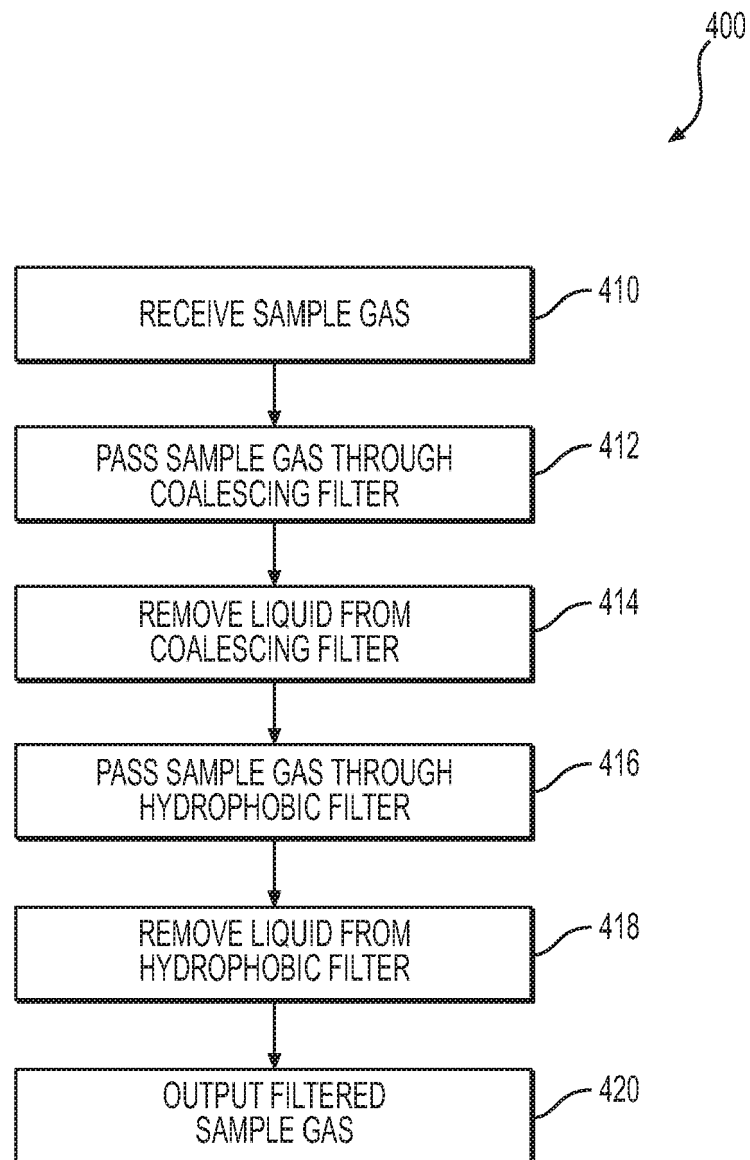 400
RECEIVE SAMPLE GAS
410
PASS SAMPLE GAS THROUGH
COALESCING FILTER
412
REMOVE LIQUID FROM
COALESCING FILTER
414
PASS SAMPLE GAS THROUGH
HYDROPHOBIC FILTER
416
REMOVE LIQUID FROM
HYDROPHOBIC FILTER
418
OUTPUT FILTERED
SAMPLE GAS
420